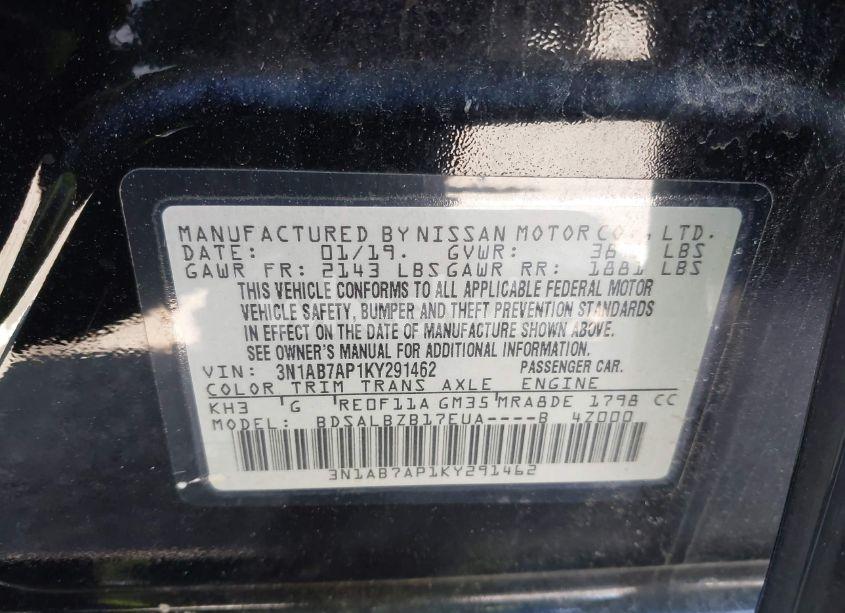 MANUFACTURED BY NISSAN MOTOR CO., LTD.
DATE: 01/19. GVWR: LBS
GAWR FR: 2143 LBS GAWR RR: 1881 LBS
THIS VEHICLE CONFORMS TO ALL APPLICABLE FEDERAL MOTOR
VEHICLE SAFETY, BUMPER AND THEFT PREVENTION STANDARDS
IN EFFECT ON THE DATE OF MANUFACTURE SHOWN ABOVE.
SEE OWNER'S MANUAL FOR ADDITIONAL INFORMATION.
VIN: 3N1AB7AP1KY291462 PASSENGER CAR.
COLOR TRIM TRANS AXLE ENGINE
KH3 G RE0F11A GM35 MRA8DE 1798 CC
MODEL: BDSALBZB17EUA----B 4Z000
3N1AB7AP1KY291462